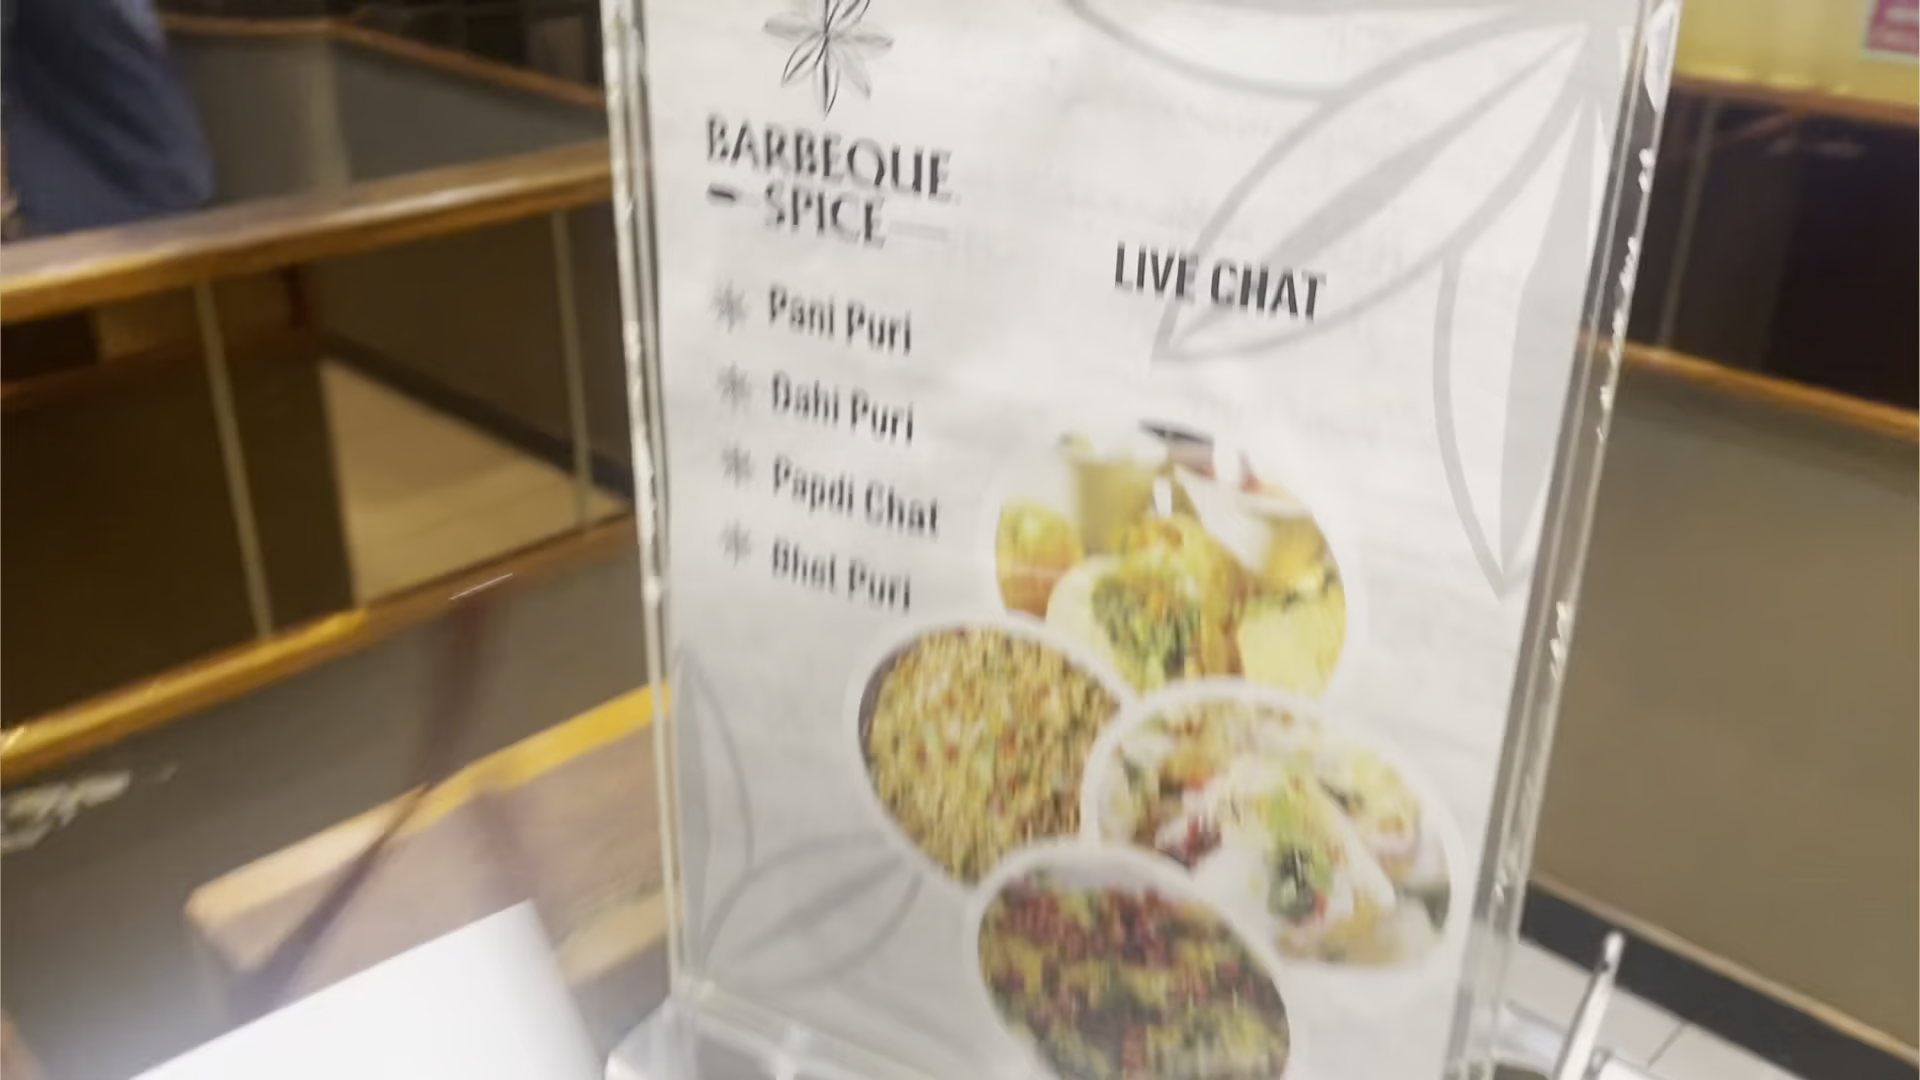 BARBEQUE
SPICE
LIVE CHAT
Pani Puri
Dahi Puri
Papdi Chat
Bhel Puri